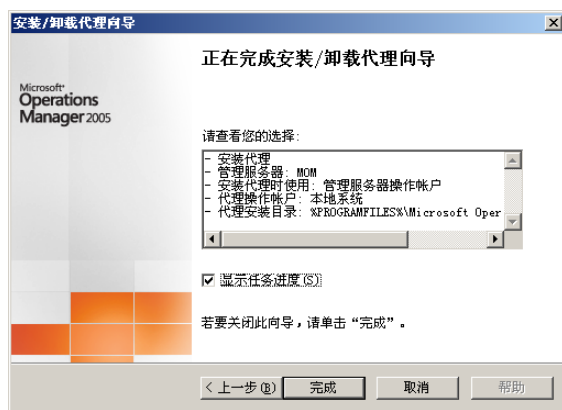 安装/卸载代理向导
正在完成安装/卸载代理向导
Microsoft
Operations
Manager 2005
请查看您的选择:
- 安装代理
- 管理服务器: MOM
- 安装代理时使用: 管理服务器操作帐户
- 代理操作帐户: 本地系统
- 代理安装目录: %PROGRAMFILES%\Microsoft Oper
显示任务进度(S)
若要关闭此向导，请单击“完成”。
< 上一步(B)
完成
取消
帮助